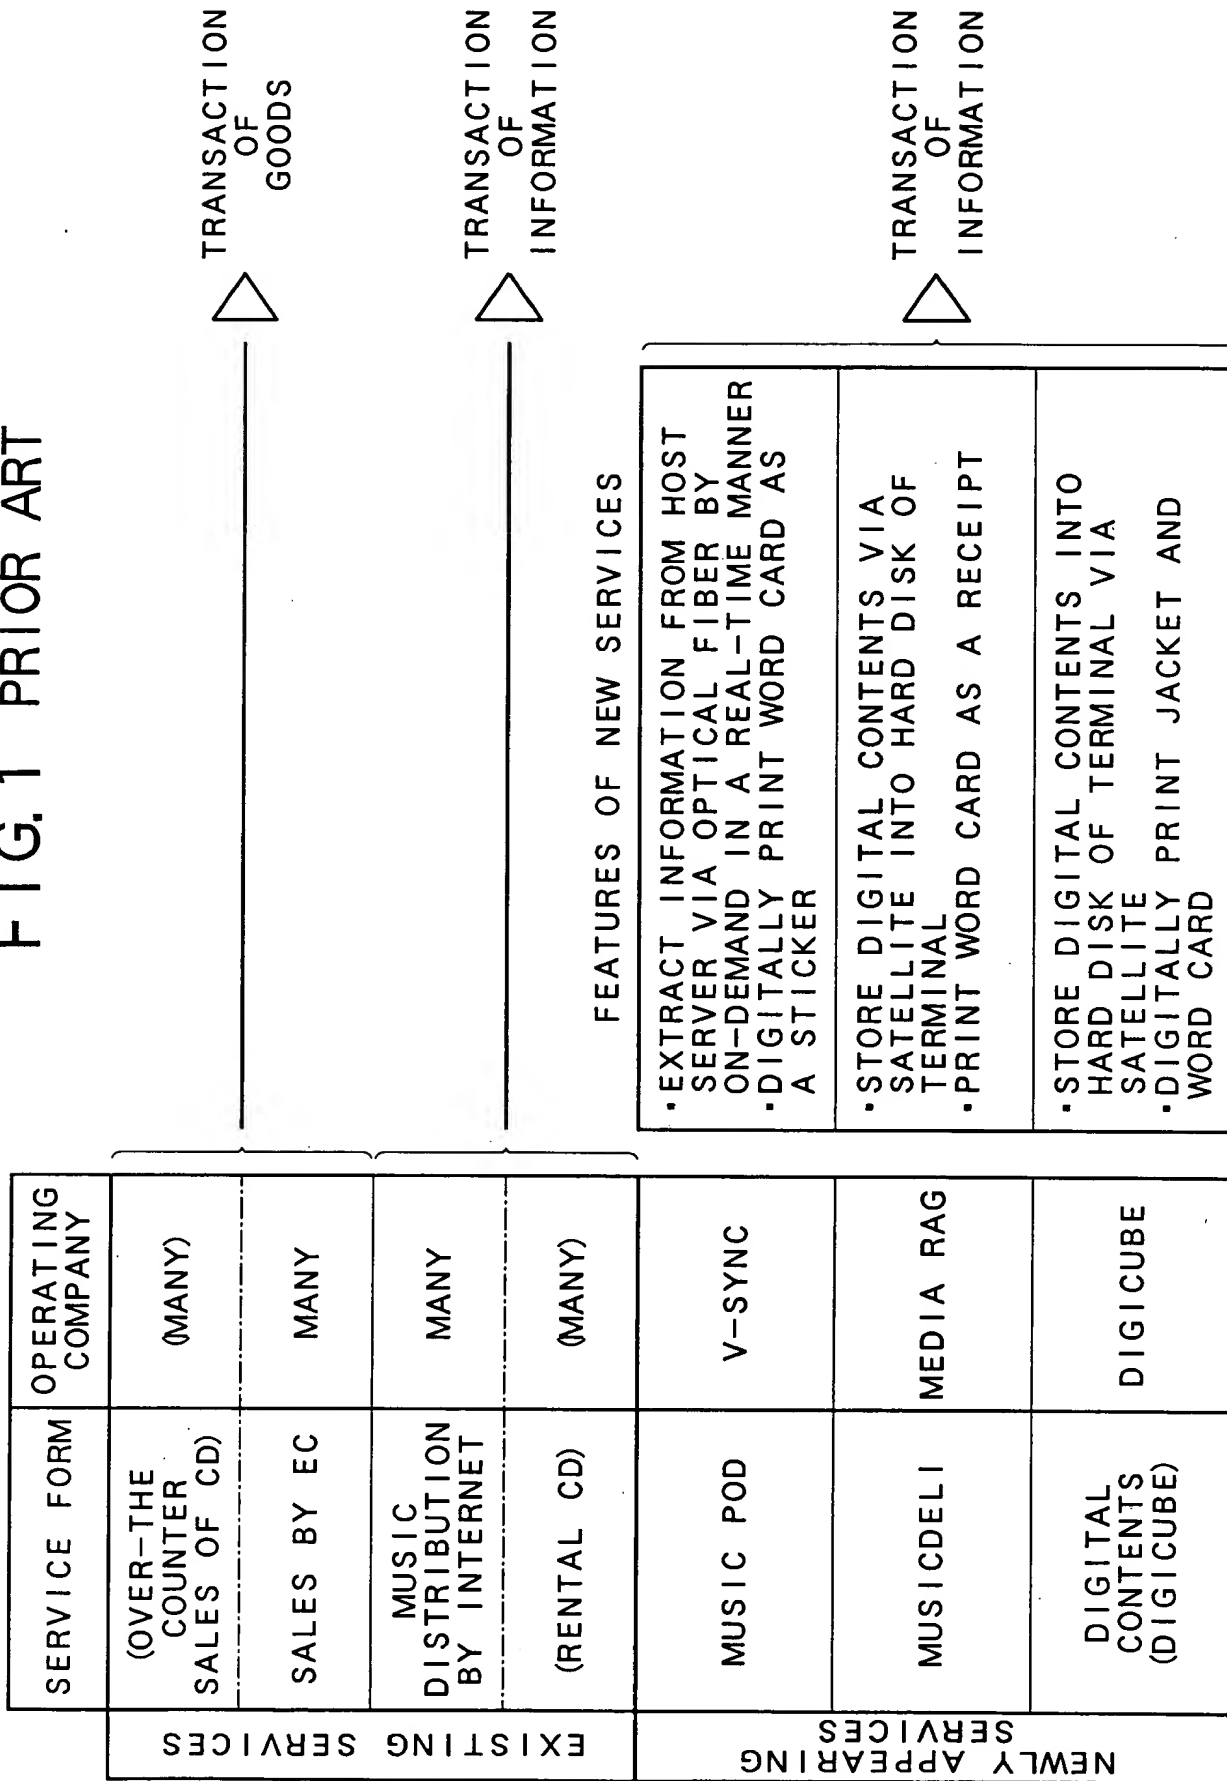 FIG. 1 PRIOR ART
SERVICE FORM
OPERATING
COMPANY
EXISTING SERVICES
(OVER-THE
COUNTER
SALES OF CD)
(MANY)
SALES BY EC
MANY
TRANSACTION
OF
GOODS
MUSIC
DISTRIBUTION
BY INTERNET
MANY
(RENTAL CD)
(MANY)
TRANSACTION
OF
INFORMATION
FEATURES OF NEW SERVICES
NEWLY APPEARING
SERVICES
MUSIC POD
V-SYNC
・EXTRACT INFORMATION FROM HOST
SERVER VIA OPTICAL FIBER BY
ON-DEMAND IN A REAL-TIME MANNER
・DIGITALLY PRINT WORD CARD AS
A STICKER
MUSICDELI
MEDIA RAG
・STORE DIGITAL CONTENTS VIA
SATELLITE INTO HARD DISK OF
TERMINAL
・PRINT WORD CARD AS A RECEIPT
DIGITAL
CONTENTS
(DIGICUBE)
DIGICUBE
・STORE DIGITAL CONTENTS INTO
HARD DISK OF TERMINAL VIA
SATELLITE
・DIGITALLY PRINT JACKET AND
WORD CARD
TRANSACTION
OF
INFORMATION